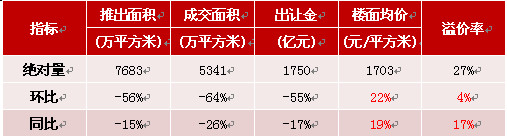 指标 推出面积 成交面积 出让金 楼面均价 溢价率
(万平方米) (万平方米) (亿元) (元/平方米)
绝对量 7683 5341 1750 1703 27%
环比 -56% -64% -55% 22% 4%
同比 -15% -26% -17% 19% 17%